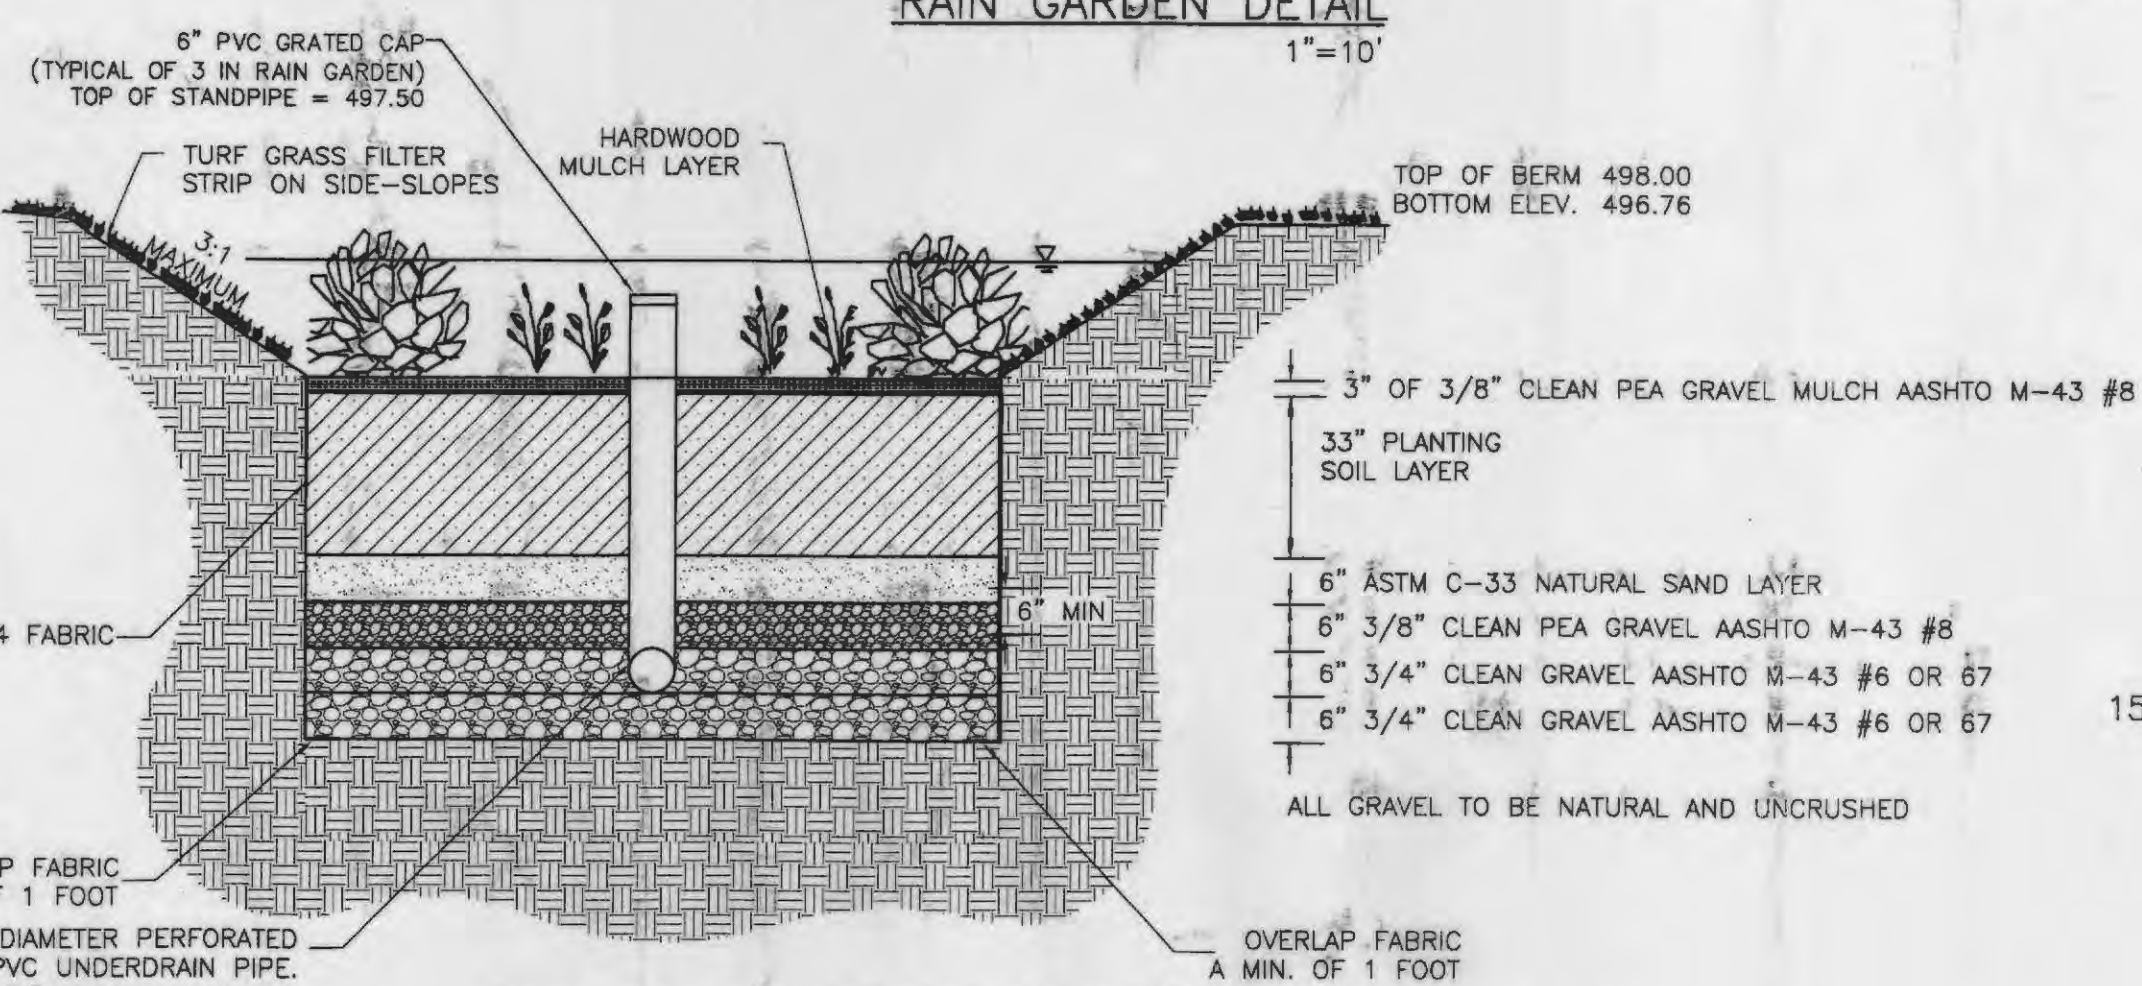 RAIN GARDEN DETAIL
1"=10'
6" PVC GRATED CAP
(TYPICAL OF 3 IN RAIN GARDEN)
TOP OF STANDPIPE = 497.50
TURF GRASS FILTER
STRIP ON SIDE-SLOPES
HARDWOOD
MULCH LAYER
TOP OF BERM 498.00
BOTTOM ELEV. 496.76
3:1
MAXIMUM
3" OF 3/8" CLEAN PEA GRAVEL MULCH AASHTO M-43 #8
33" PLANTING
SOIL LAYER
6" ASTM C-33 NATURAL SAND LAYER
6" MIN
6" 3/8" CLEAN PEA GRAVEL AASHTO M-43 #8
4 FABRIC
6" 3/4" CLEAN GRAVEL AASHTO M-43 #6 OR 67
6" 3/4" CLEAN GRAVEL AASHTO M-43 #6 OR 67
15
ALL GRAVEL TO BE NATURAL AND UNCRUSHED
P FABRIC
1 FOOT
DIAMETER PERFORATED
PVC UNDERDRAIN PIPE.
OVERLAP FABRIC
A MIN. OF 1 FOOT